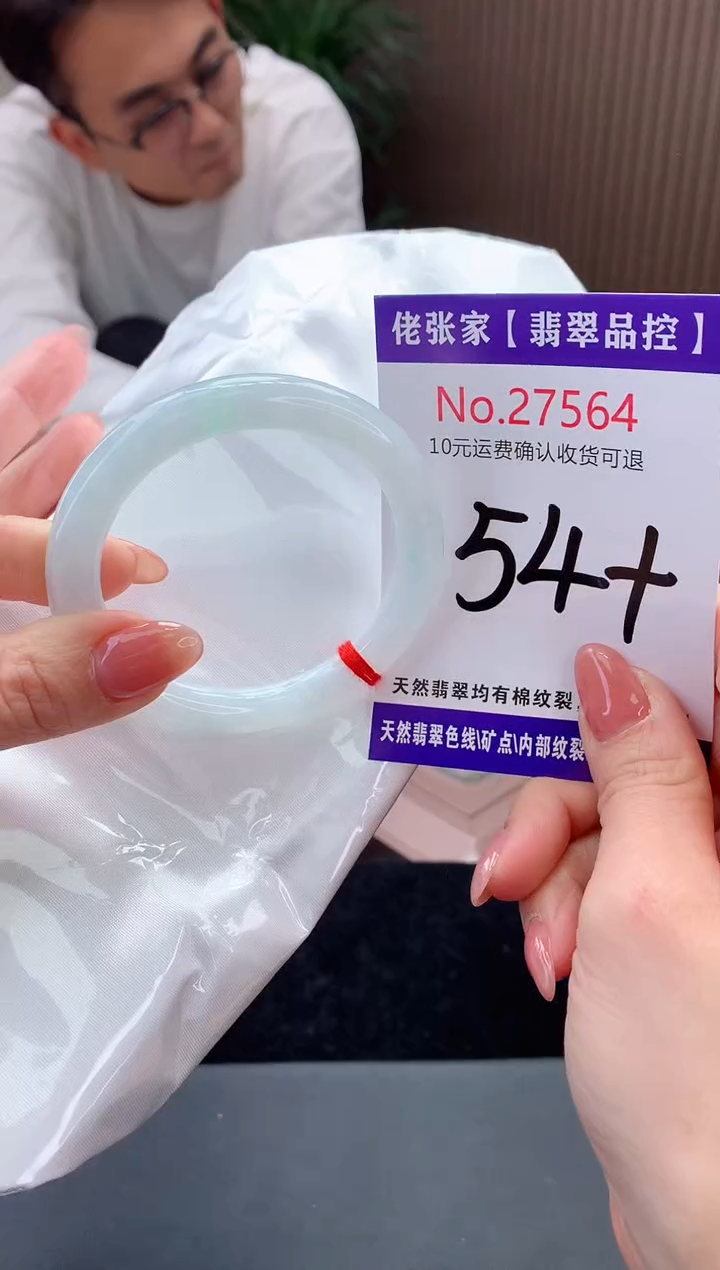 佬张家【翡翠品控】
No.27564
10元运费确认收货可退
54+
天然翡翠均有棉纹裂
天然翡翠色线\矿点\内部纹裂